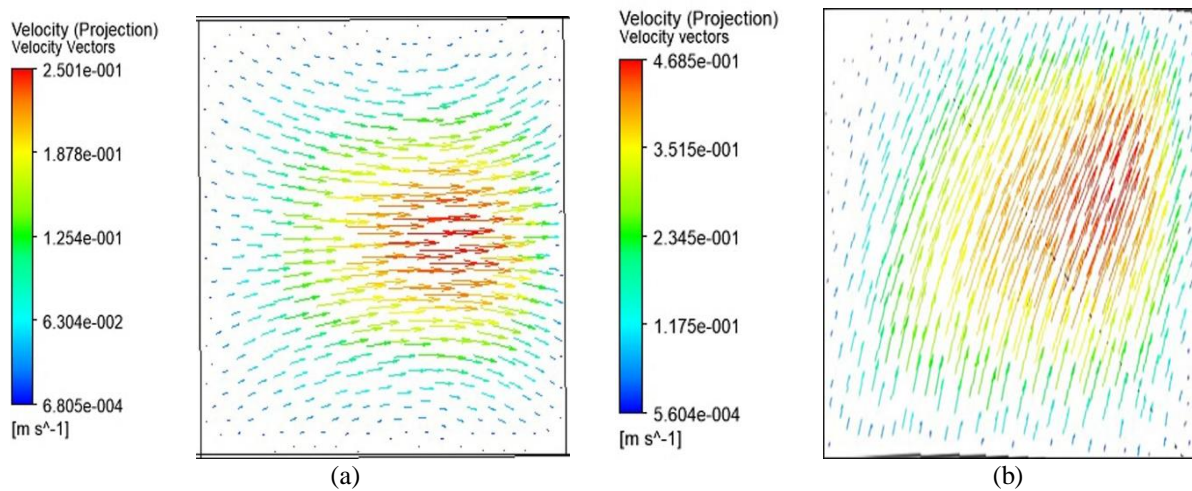 Velocity (Projection)
Velocity Vectors
2.501e-001
1.878e-001
1.254e-001
6.304e-002
6.805e-004
[m s^-1]
(a)
Velocity (Projection)
Velocity vectors
4.685e-001
3.515e-001
2.345e-001
1.175e-001
5.604e-004
[m s^-1]
(b)